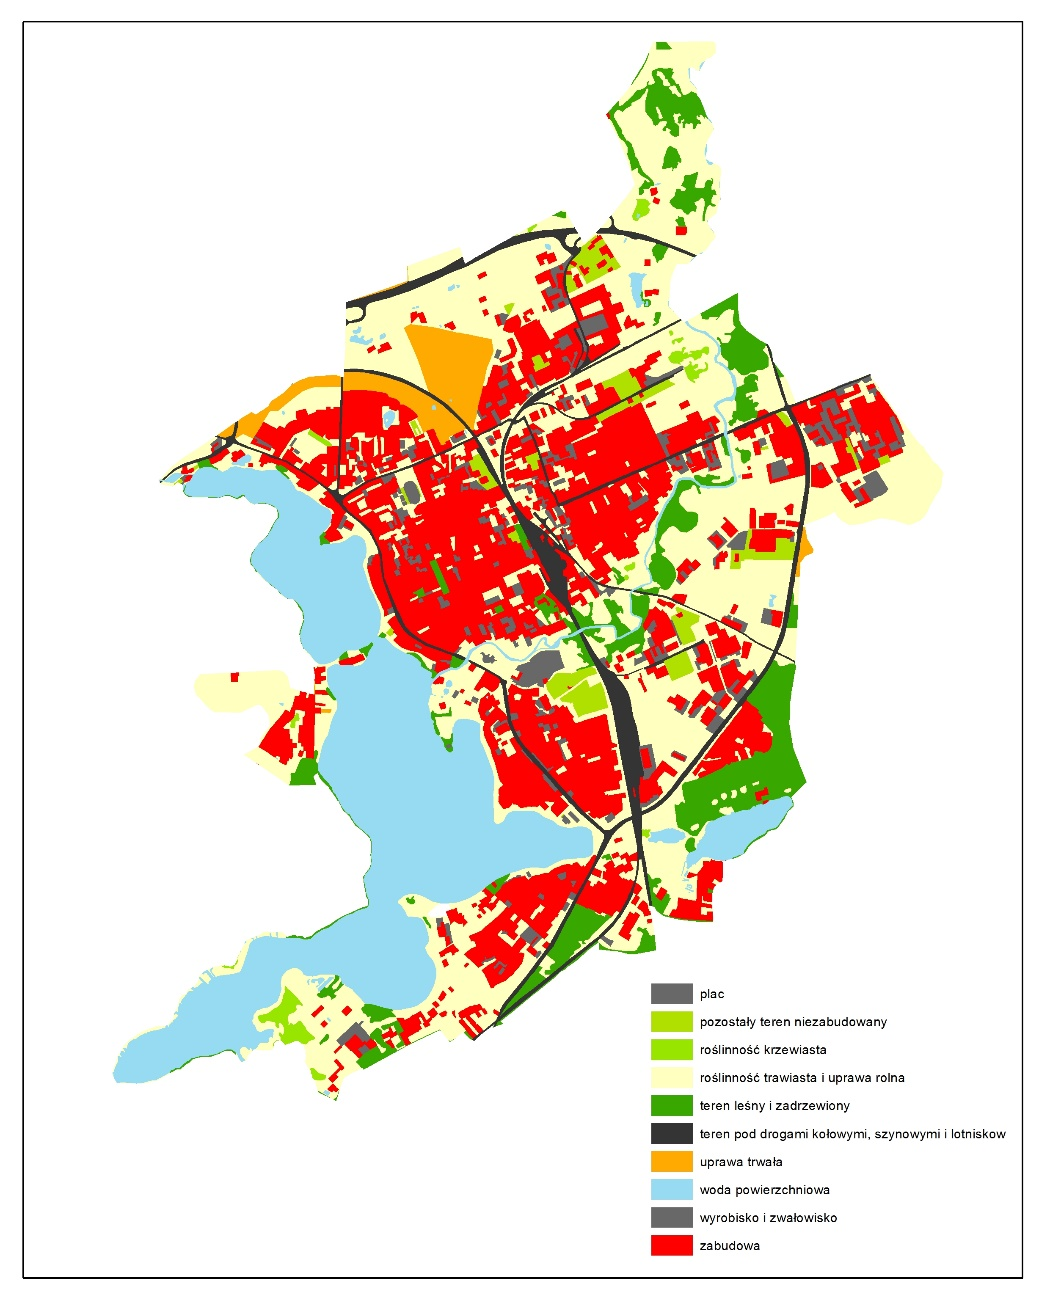 plac
pozostały teren niezabudowany
roślinność krzewiasta
roślinność trawiasta i uprawa rolna
teren leśny i zadrzewiony
teren pod drogami kołowymi, szynowymi i lotniskow
uprawa trwała
woda powierzchniowa
wyrobisko i zwałowisko
zabudowa